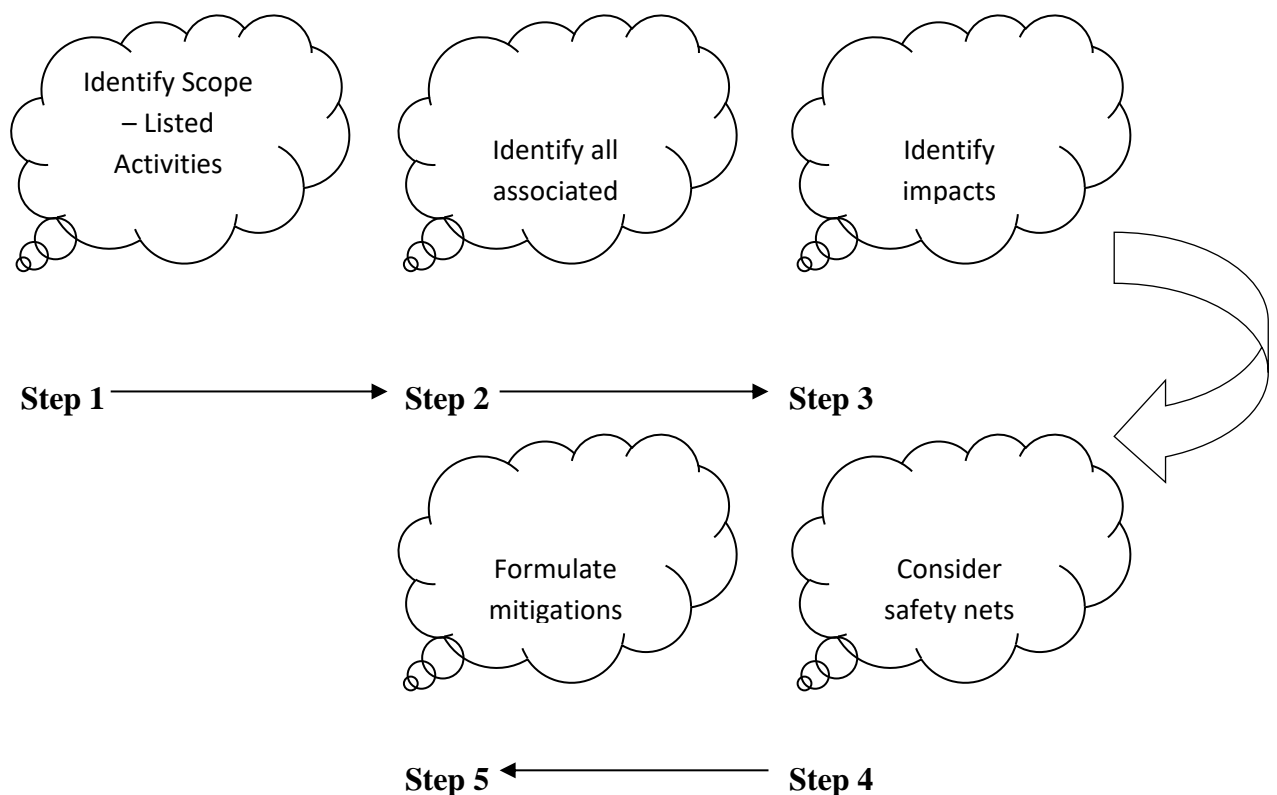 Identify Scope
– Listed
Activities
Identify all
associated
Identify
impacts
Step 1
Step 2
Step 3
Formulate
mitigations
Consider
safety nets
Step 5
Step 4